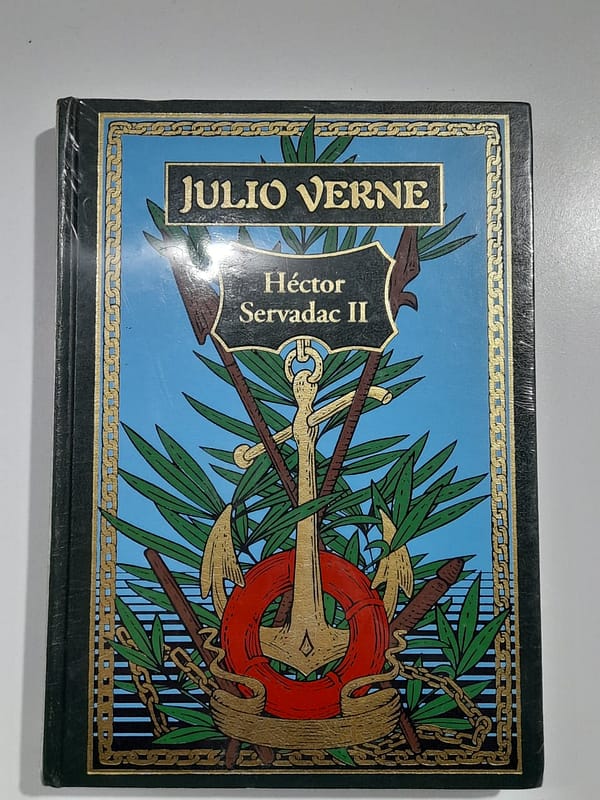 JULIO VERNE
Héctor
Servadac II